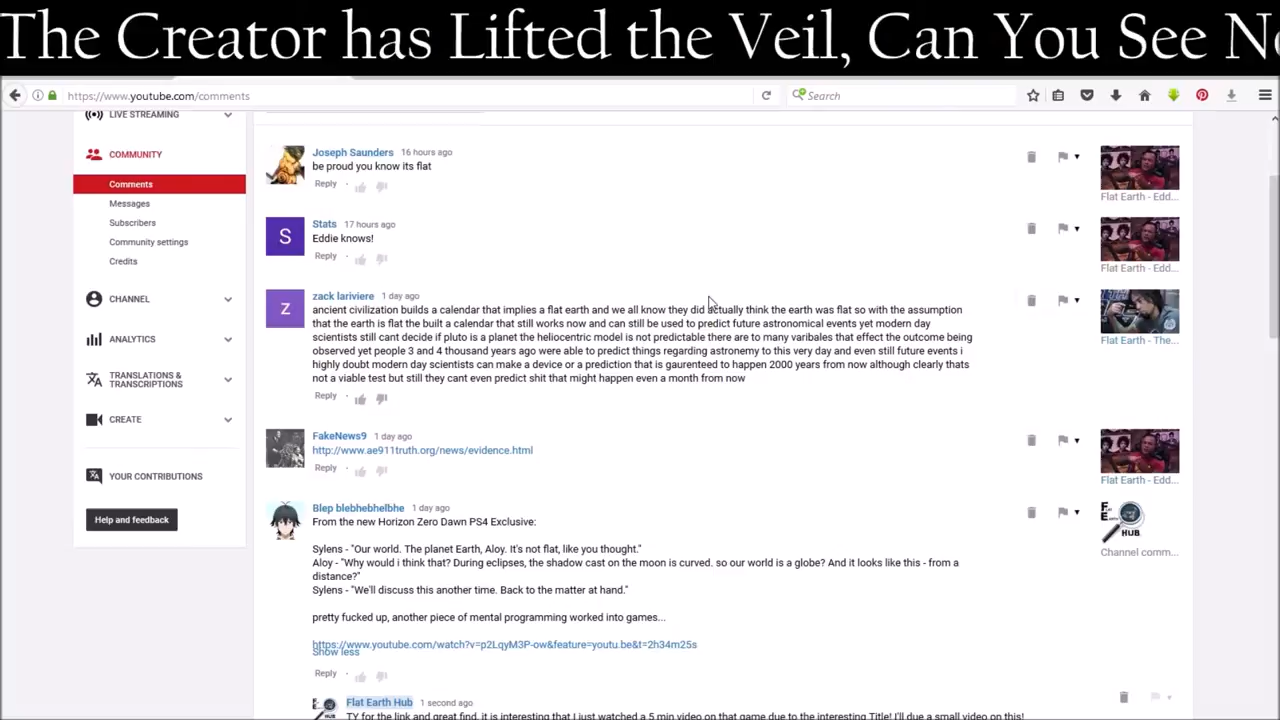 The Creator has Lifted the Veil, Can You See
https://www.youtube.com/comments
Search
LIVE STREAMING
COMMUNITY
Comments
Messages
Subscribers
Community settings
Credits
CHANNEL
ANALYTICS
TRANSLATIONS &
TRANSCRIPTIONS
CREATE
YOUR CONTRIBUTIONS
Help and feedback
Joseph Saunders 16 hours ago
be proud you know its flat
Reply
Flat Earth - Edd...
S
Stats 17 hours ago
Eddie knows!
Reply
Flat Earth - Edd...
Z
zack lariviere 1 day ago
ancient civilization builds a calendar that implies a flat earth and we all know they did actually think the earth was flat so with the assumption
that the earth is flat the built a calendar that still works now and can still be used to predict future astronomical events yet modern day
scientists still cant decide if pluto is a planet the heliocentric model is not predictable there are to many varibales that effect the outcome being
observed yet people 3 and 4 thousand years ago were able to predict things regarding astronemy to this very day and even still future events i
highly doubt modern day scientists can make a device or a prediction that is gaurenteed to happen 2000 years from now although clearly thats
not a viable test but still they cant even predict shit that might happen even a month from now
Reply
Flat Earth - The...
FakeNews9 1 day ago
http://www.ae911truth.org/news/evidence.html
Reply
Flat Earth - Edd...
Blep blebhebhelbhe 1 day ago
From the new Horizon Zero Dawn PS4 Exclusive:
Sylens - "Our world. The planet Earth, Aloy. It's not flat, like you thought."
Aloy - "Why would i think that? During eclipses, the shadow cast on the moon is curved. so our world is a globe? And it looks like this - from a
distance?"
Sylens - "We'll discuss this another time. Back to the matter at hand."
pretty fucked up, another piece of mental programming worked into games...
https://www.youtube.com/watch?v=p2LqyM3P-ow&feature=youtu.be&t=2h34m25s
Show less
Reply
HUB
Channel comm...
Flat Earth Hub 1 second ago
TY for the link and great find, it is interesting that I just watched a 5 min video on that game due to the interesting Title! I'll due a small video on this!